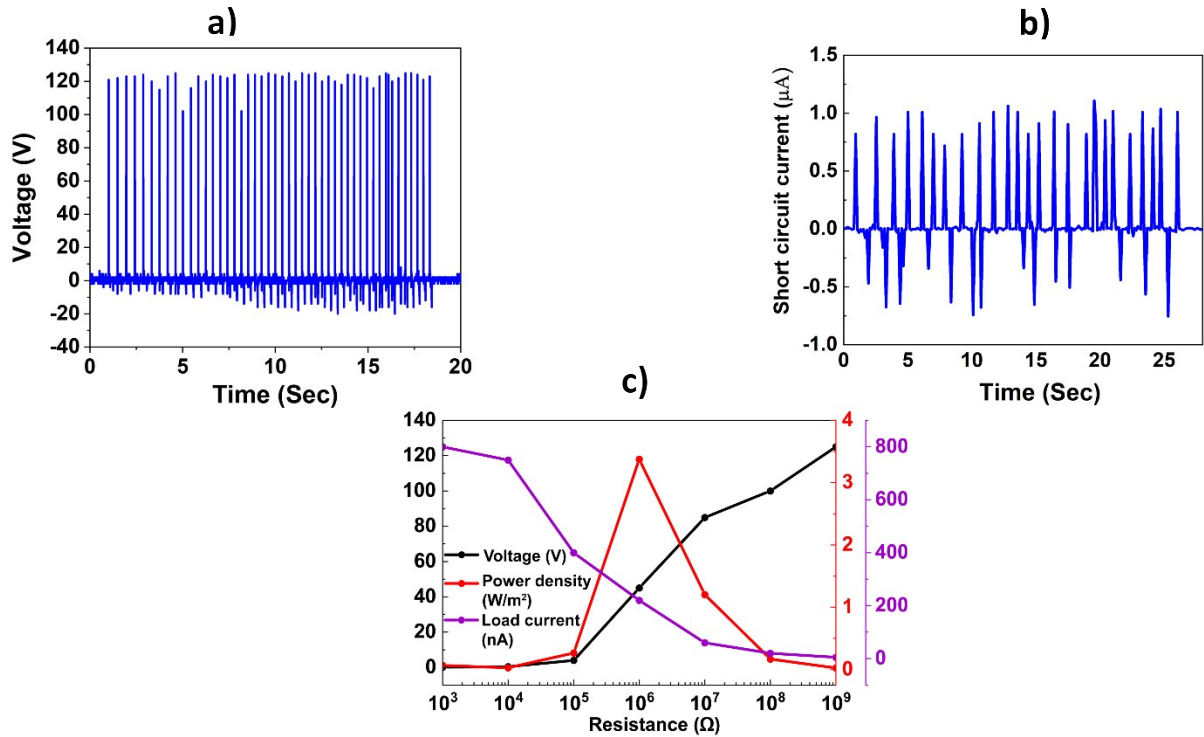 a)
140
120
100
80
60
40
20
0
-20
-40
Voltage (V)
0 5 10 15 20
Time (Sec)
b)
1.5
1.0
0.5
0.0
-0.5
-1.0
Short circuit current (μA)
0 5 10 15 20 25
Time (Sec)
c)
140
120
100
80
60
40
20
0
Voltage (V)
Power density
(W/m²)
Load current
(nA)
4
3
2
1
0
800
600
400
200
0
10³ 10⁴ 10⁵ 10⁶ 10⁷ 10⁸ 10⁹
Resistance (Ω)